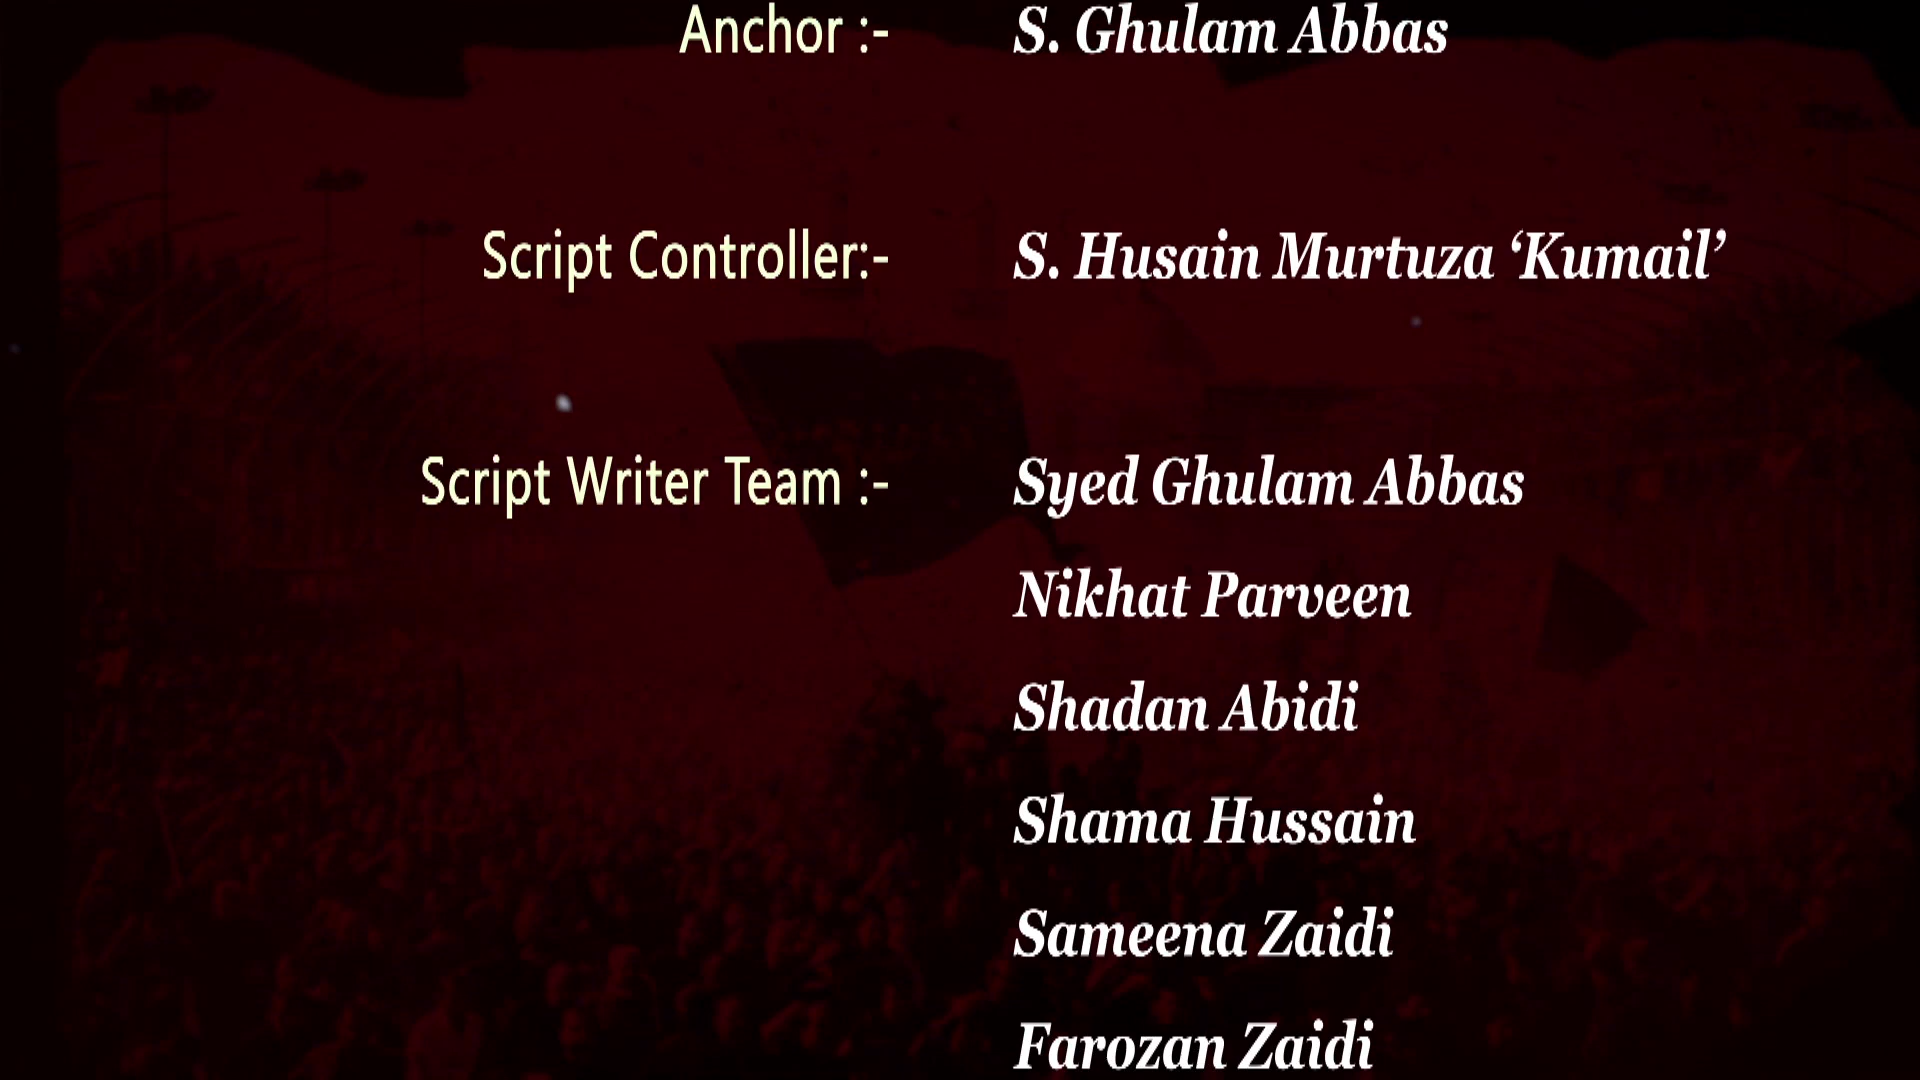 Anchor :- S. Ghulam Abbas
Script Controller:- S. Husain Murtuza ‘Kumail’
Script Writer Team :- Syed Ghulam Abbas
Nikhat Parveen
Shadan Abidi
Shama Hussain
Sameena Zaidi
Farozan Zaidi